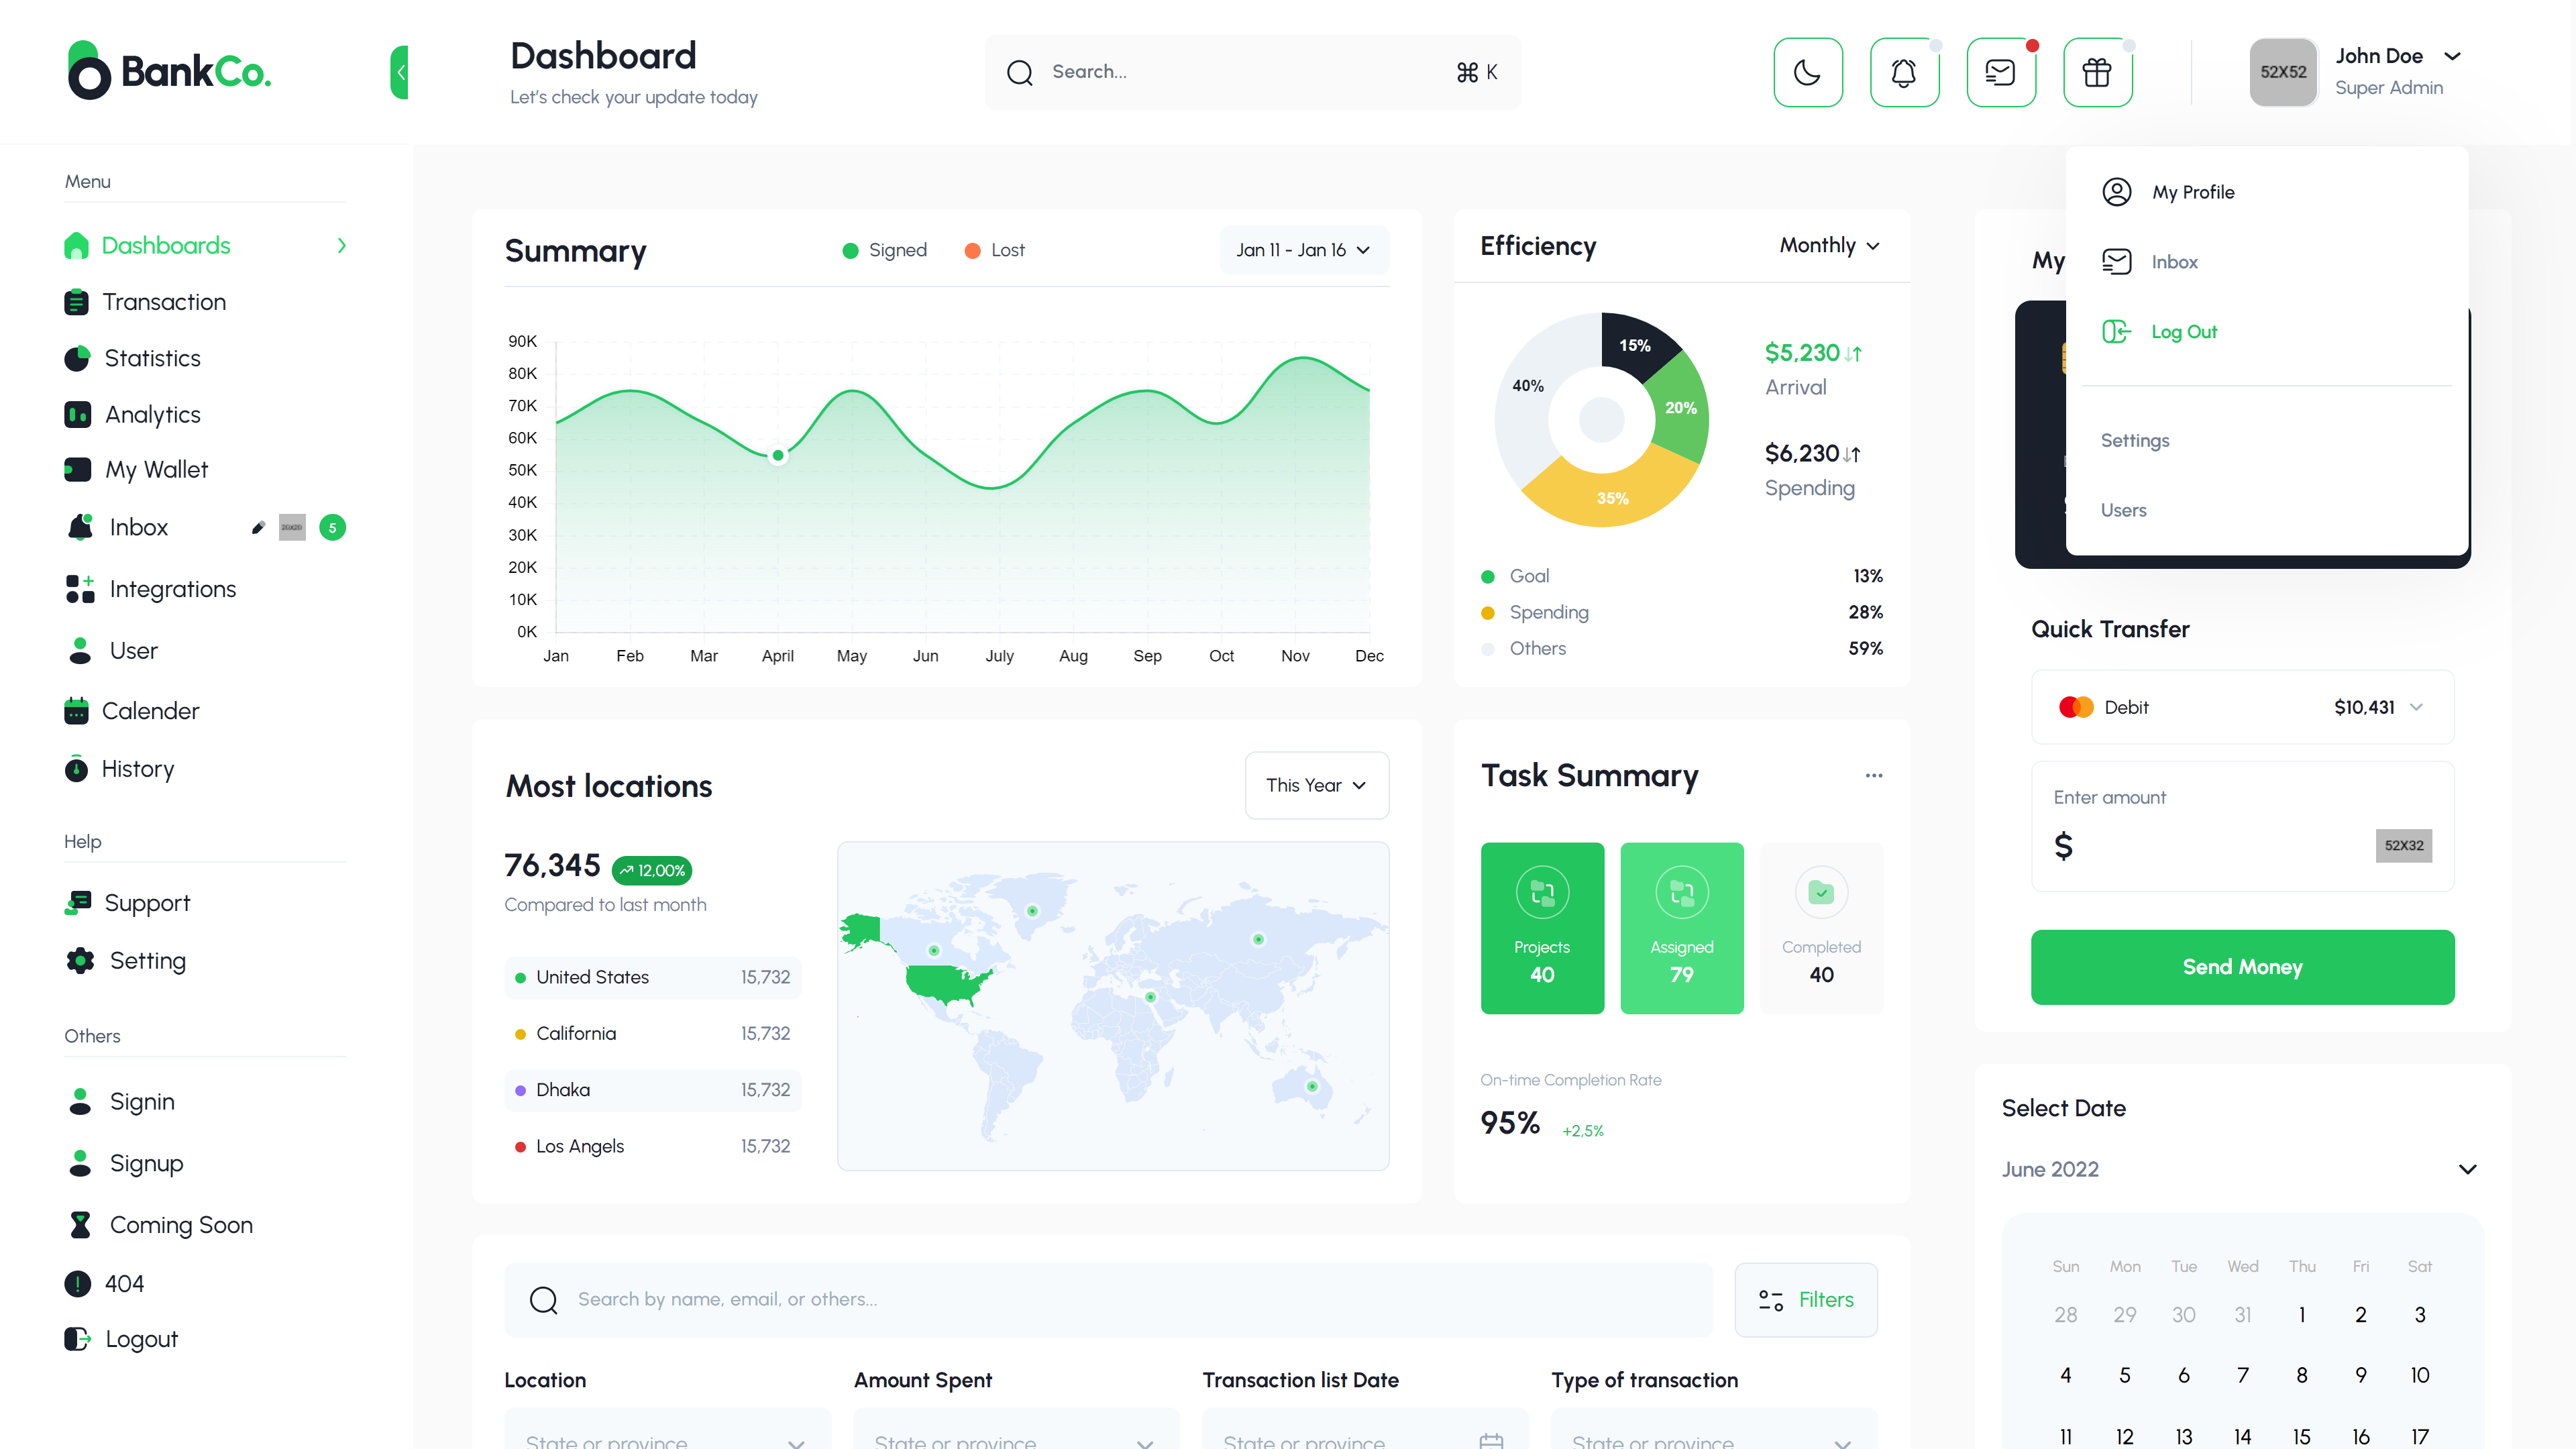 BankCo.
Dashboard
Let's check your update today
Search...
⌘ K
52X52
John Doe
Super Admin
Menu
Dashboards
Transaction
Statistics
Analytics
My Wallet
Inbox
20X20
5
Integrations
User
Calender
History
Help
Support
Setting
Others
Signin
Signup
Coming Soon
404
Logout
Summary
Signed
Lost
Jan 11 - Jan 16
90K
80K
70K
60K
50K
40K
30K
20K
10K
0K
Jan Feb Mar April May Jun July Aug Sep Oct Nov Dec
Efficiency
Monthly
15%
40%
20%
35%
$5,230
Arrival
$6,230
Spending
Goal 13%
Spending 28%
Others 59%
My
My Profile
Inbox
Log Out
Settings
Users
Quick Transfer
Debit $10,431
Enter amount
$
52X32
Send Money
Most locations
This Year
76,345
12,00%
Compared to last month
United States 15,732
California 15,732
Dhaka 15,732
Los Angels 15,732
Task Summary
...
Projects
40
Assigned
79
Completed
40
On-time Completion Rate
95%
+2,5%
Select Date
June 2022
Sun Mon Tue Wed Thu Fri Sat
28 29 30 31 1 2 3
4 5 6 7 8 9 10
11 12 13 14 15 16 17
Search by name, email, or others...
Filters
Location
Amount Spent
Transaction list Date
Type of transaction
State or province
State or province
State or province
State or province